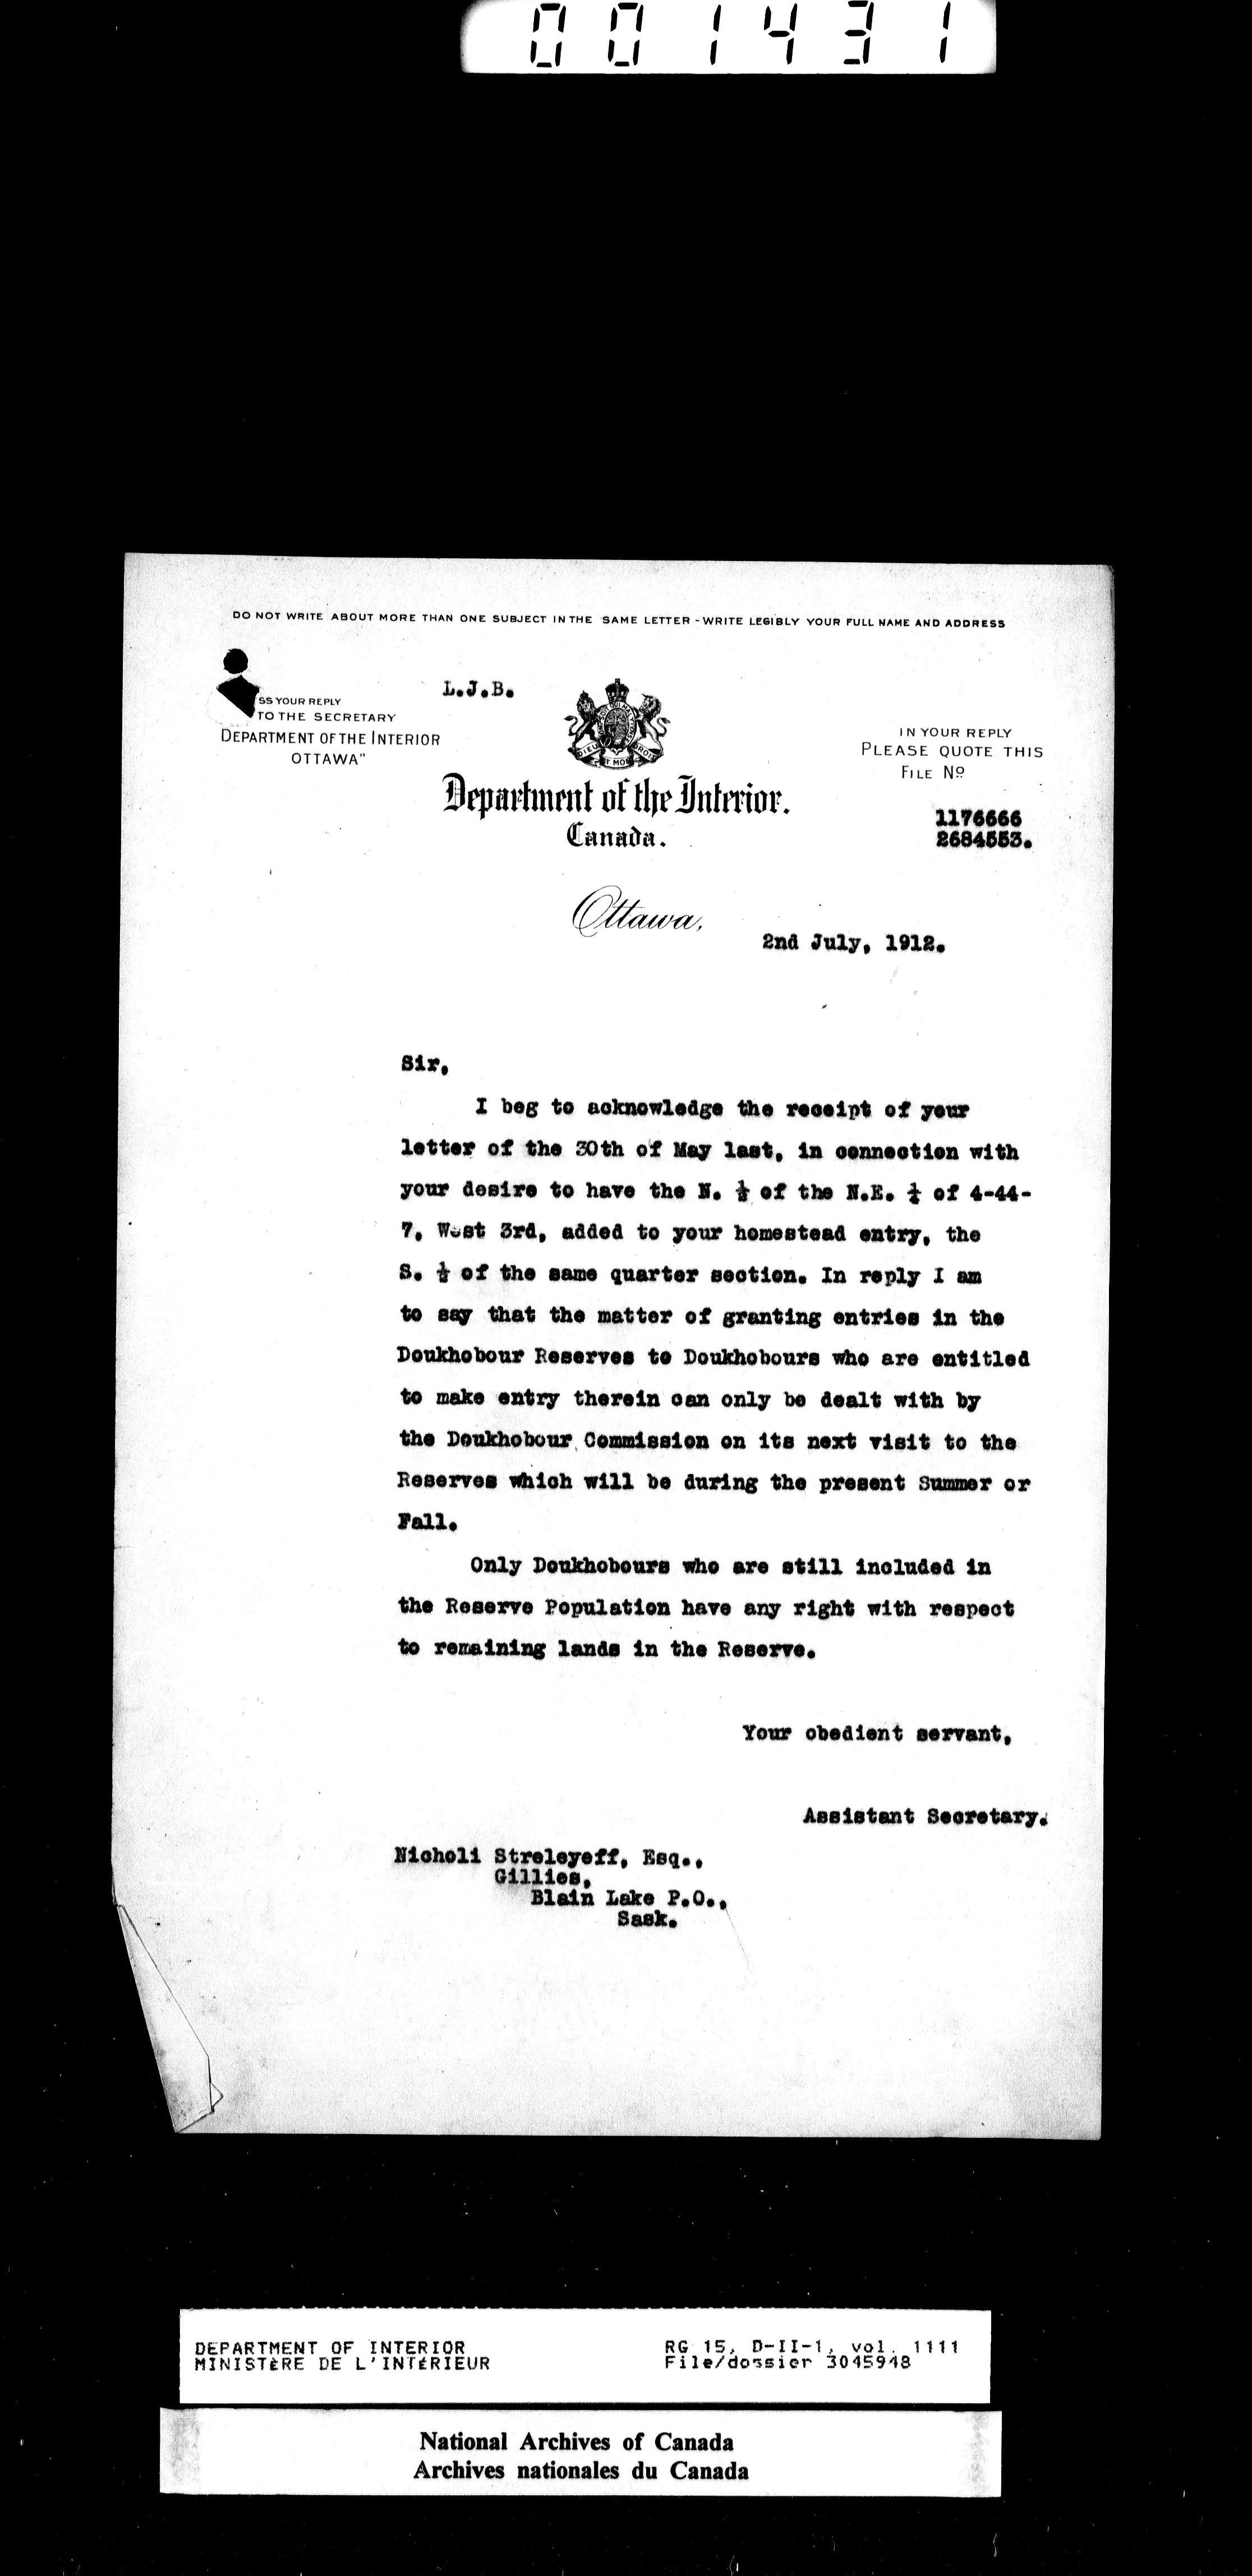 001431
DO NOT WRITE ABOUT MORE THAN ONE SUBJECT IN THE SAME LETTER - WRITE LEGIBLY YOUR FULL NAME AND ADDRESS
L.J.B.
SS YOUR REPLY
TO THE SECRETARY
DEPARTMENT OF THE INTERIOR
OTTAWA"
IN YOUR REPLY
PLEASE QUOTE THIS
FILE No
DIEU ET MON DROIT
Department of the Interior.
Canada.
1176666
2684553.
Ottawa,
2nd July, 1912.
Sir,
I beg to acknowledge the receipt of your
letter of the 30th of May last, in connection with
your desire to have the N. ½ of the N.E. ¼ of 4-44-
7, West 3rd, added to your homestead entry, the
S. ½ of the same quarter section. In reply I am
to say that the matter of granting entries in the
Doukhobour Reserves to Doukhobours who are entitled
to make entry therein can only be dealt with by
the Doukhobour Commission on its next visit to the
Reserves which will be during the present Summer or
Fall.
Only Doukhobours who are still included in
the Reserve Population have any right with respect
to remaining lands in the Reserve.
Your obedient servant,
Assistant Secretary.
Nicholi Streleyeff, Esq.,
Gillies,
Blain Lake P.O.,
Sask.
DEPARTMENT OF INTERIOR
MINISTÈRE DE L'INTÉRIEUR
RG 15, D-II-1, vol. 1111
File/dossier 3045948
National Archives of Canada
Archives nationales du Canada